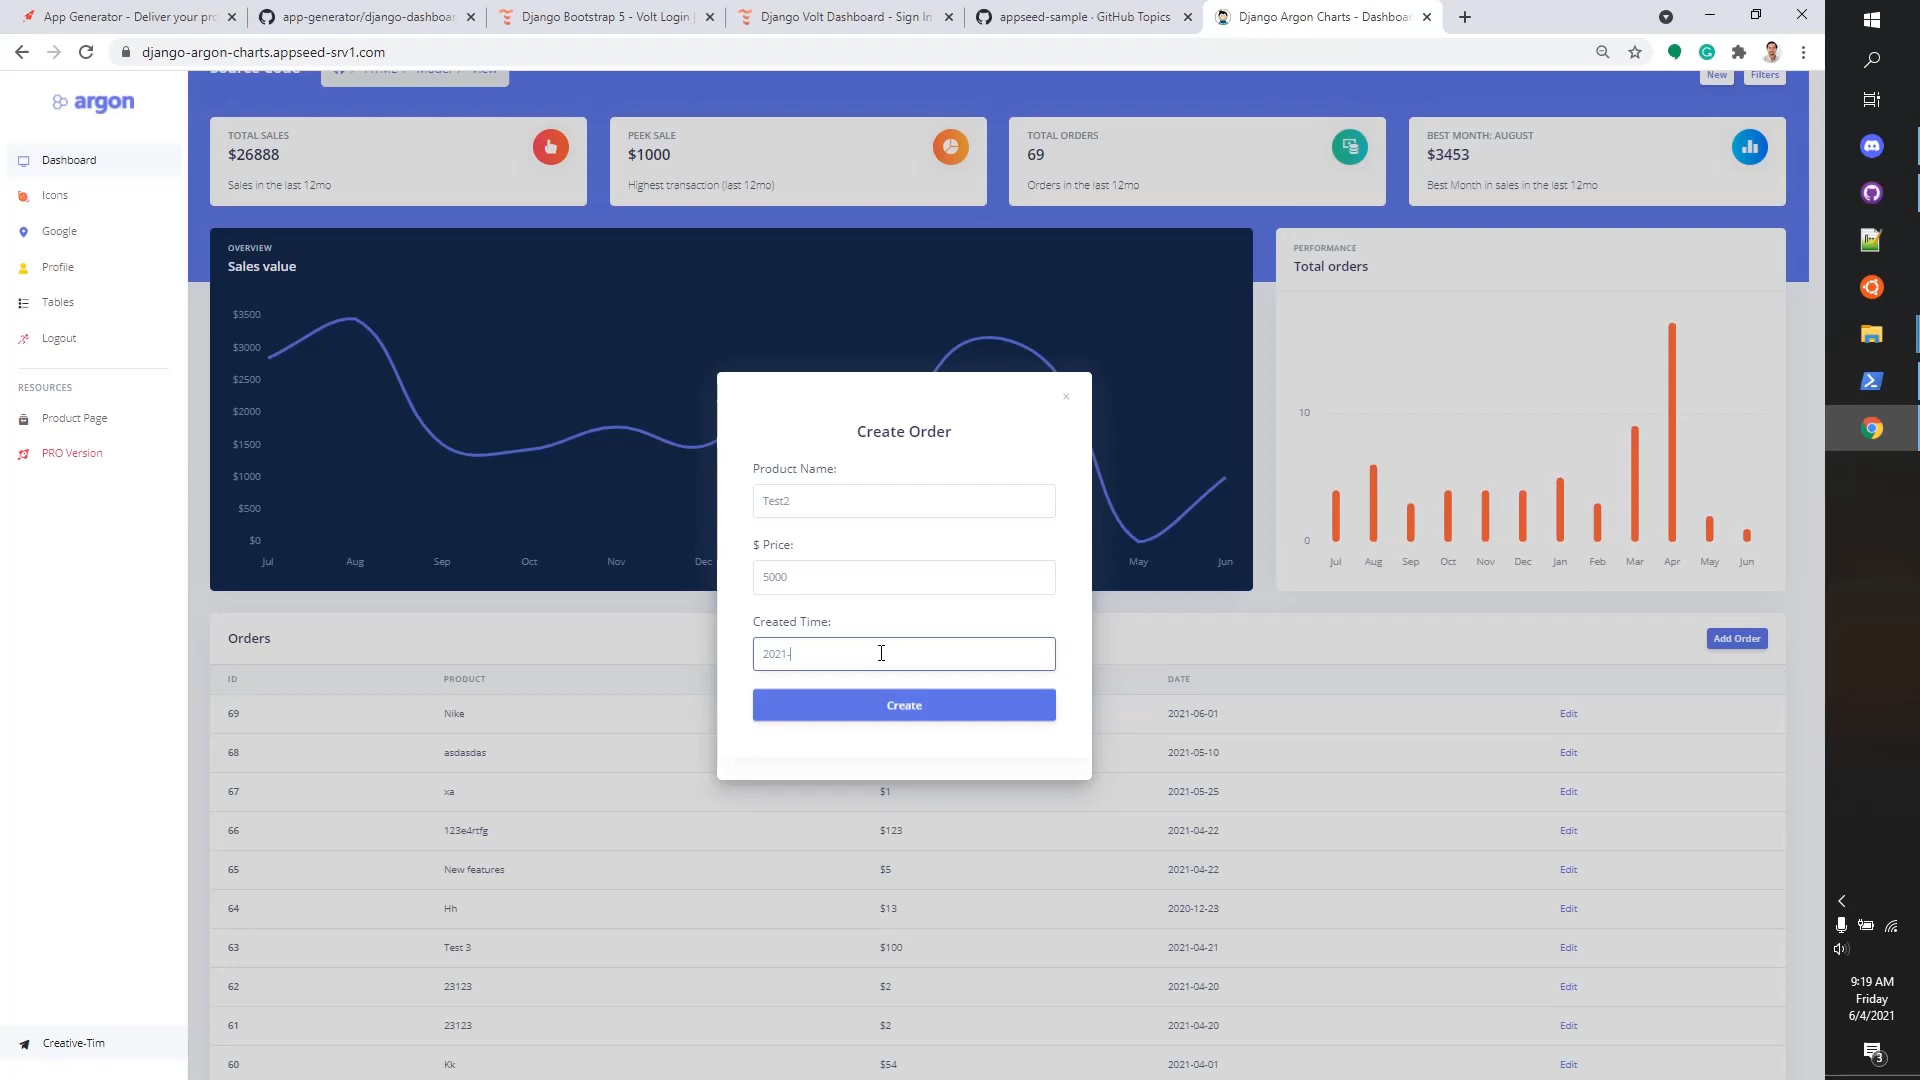 App Generator - Deliver your pro
app-generator/django-dashboa
Django Bootstrap 5 - Volt Login
Django Volt Dashboard - Sign In
appseed-sample · GitHub Topics
Django Argon Charts - Dashboar
django-argon-charts.appseed-srv1.com
argon
Dashboard
Icons
Google
Profile
Tables
Logout
RESOURCES
Product Page
PRO Version
Creative-Tim
Source Code
HTML / Model / View
New
Filters
TOTAL SALES
$26888
Sales in the last 12mo
PEEK SALE
$1000
Highest transaction (last 12mo)
TOTAL ORDERS
69
Orders in the last 12mo
BEST MONTH: AUGUST
$3453
Best Month in sales in the last 12mo
OVERVIEW
Sales value
$3500
$3000
$2500
$2000
$1500
$1000
$500
$0
Jul Aug Sep Oct Nov Dec May Jun
PERFORMANCE
Total orders
10
0
Jul Aug Sep Oct Nov Dec Jan Feb Mar Apr May Jun
×
Create Order
Product Name:
Test2
$ Price:
5000
Created Time:
2021-
Create
Orders
Add Order
ID PRODUCT DATE
69 Nike 2021-06-01 Edit
68 asdasdas 2021-05-10 Edit
67 xa $1 2021-05-25 Edit
66 123e4rtfg $123 2021-04-22 Edit
65 New features $5 2021-04-22 Edit
64 Hh $13 2020-12-23 Edit
63 Test 3 $100 2021-04-21 Edit
62 23123 $2 2021-04-20 Edit
61 23123 $2 2021-04-20 Edit
60 Kk $54 2021-04-01 Edit
9:19 AM
Friday
6/4/2021
3